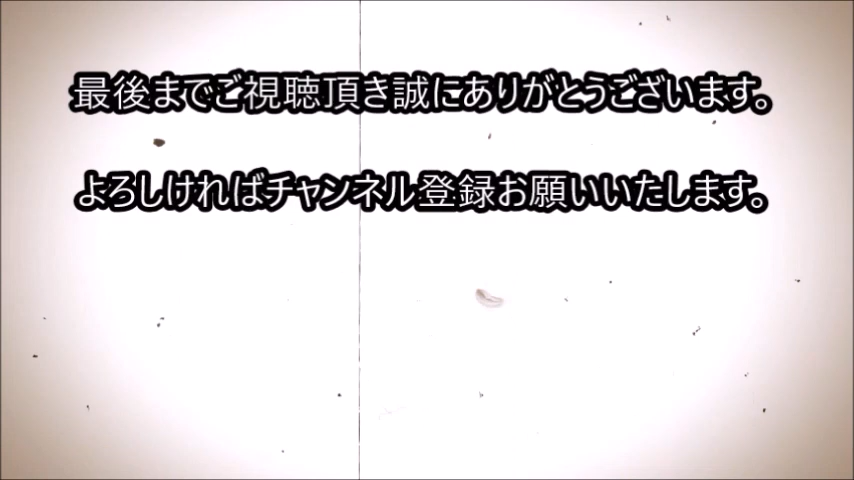 最後までご視聴頂き誠にありがとうございます。
よろしければチャンネル登録お願いいたします。